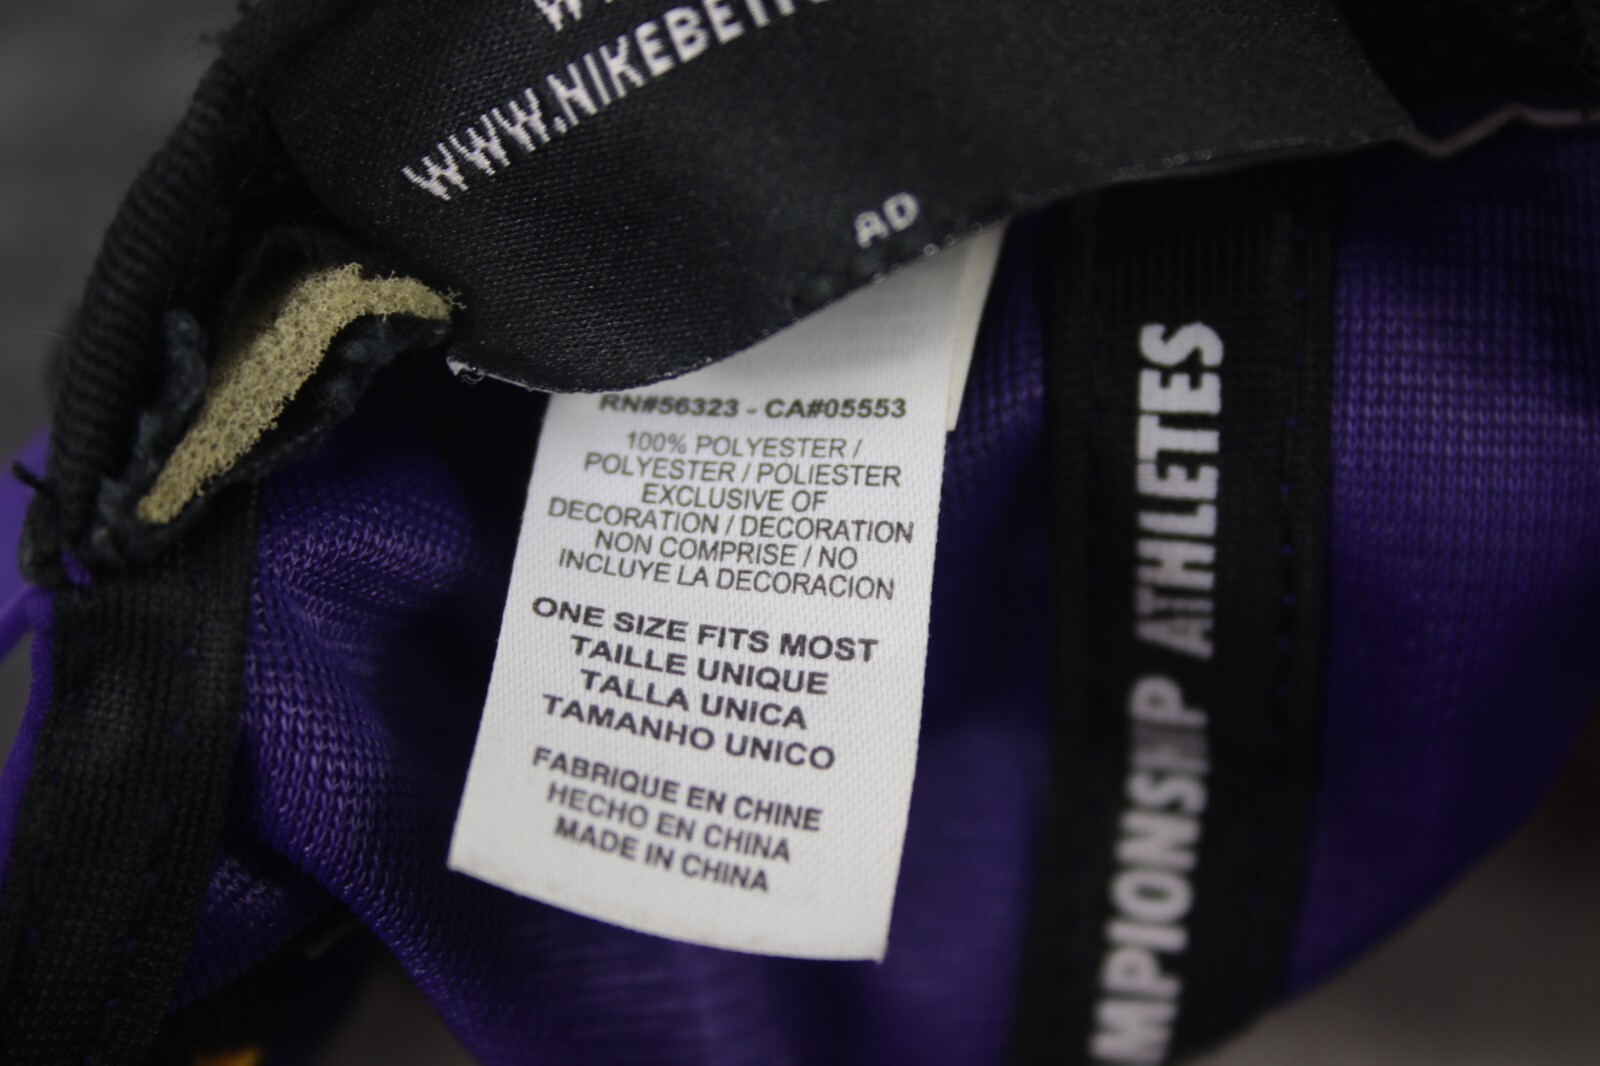 WWW.NIKEBE
AD
RN#56323 - CA#05553
100% POLYESTER /
POLYESTER / POLIESTER
EXCLUSIVE OF
DECORATION / DECORATION
NON COMPRISE / NO
INCLUYE LA DECORACION
ONE SIZE FITS MOST
TAILLE UNIQUE
TALLA UNICA
TAMANHO UNICO
FABRIQUE EN CHINE
HECHO EN CHINA
MADE IN CHINA
MPIONSHIP ATHLETES